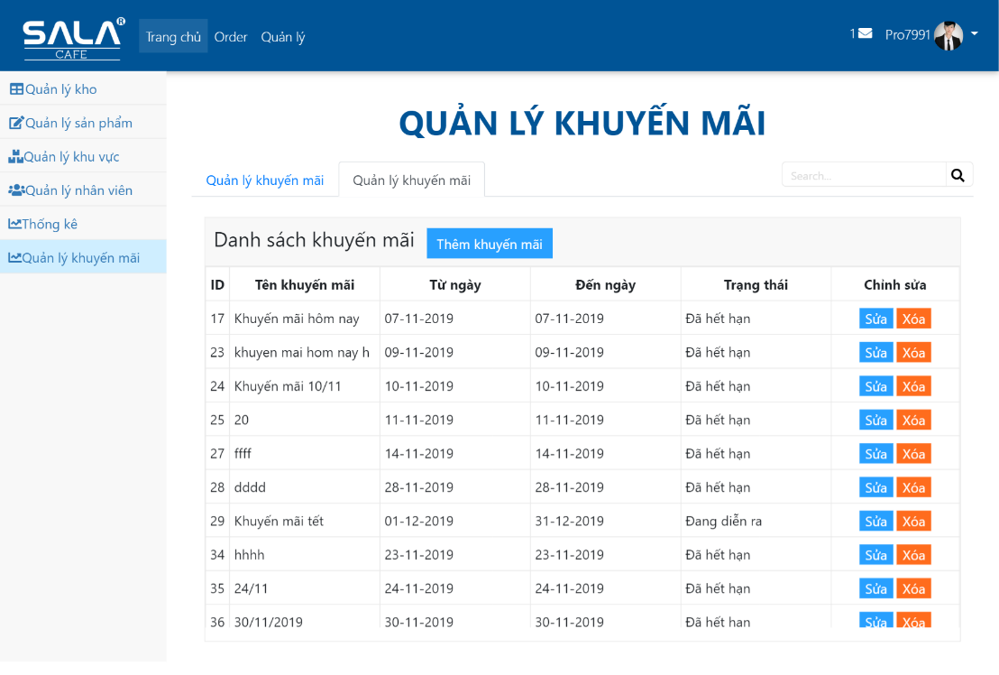 SALA®
CAFE
Trang chủ Order Quản lý
1 Pro7991
Quản lý kho
Quản lý sản phẩm
Quản lý khu vực
Quản lý nhân viên
Thống kê
Quản lý khuyến mãi
QUẢN LÝ KHUYẾN MÃI
Quản lý khuyến mãi Quản lý khuyến mãi Search...
Danh sách khuyến mãi Thêm khuyến mãi
ID Tên khuyến mãi Từ ngày Đến ngày Trạng thái Chỉnh sửa
17 Khuyến mãi hôm nay 07-11-2019 07-11-2019 Đã hết hạn Sửa Xóa
23 khuyen mai hom nay h 09-11-2019 09-11-2019 Đã hết hạn Sửa Xóa
24 Khuyến mãi 10/11 10-11-2019 10-11-2019 Đã hết hạn Sửa Xóa
25 20 11-11-2019 11-11-2019 Đã hết hạn Sửa Xóa
27 ffff 14-11-2019 14-11-2019 Đã hết hạn Sửa Xóa
28 dddd 28-11-2019 28-11-2019 Đã hết hạn Sửa Xóa
29 Khuyến mãi tết 01-12-2019 31-12-2019 Đang diễn ra Sửa Xóa
34 hhhh 23-11-2019 23-11-2019 Đã hết hạn Sửa Xóa
35 24/11 24-11-2019 24-11-2019 Đã hết hạn Sửa Xóa
36 30/11/2019 30-11-2019 30-11-2019 Đã hết hạn Sửa Xóa